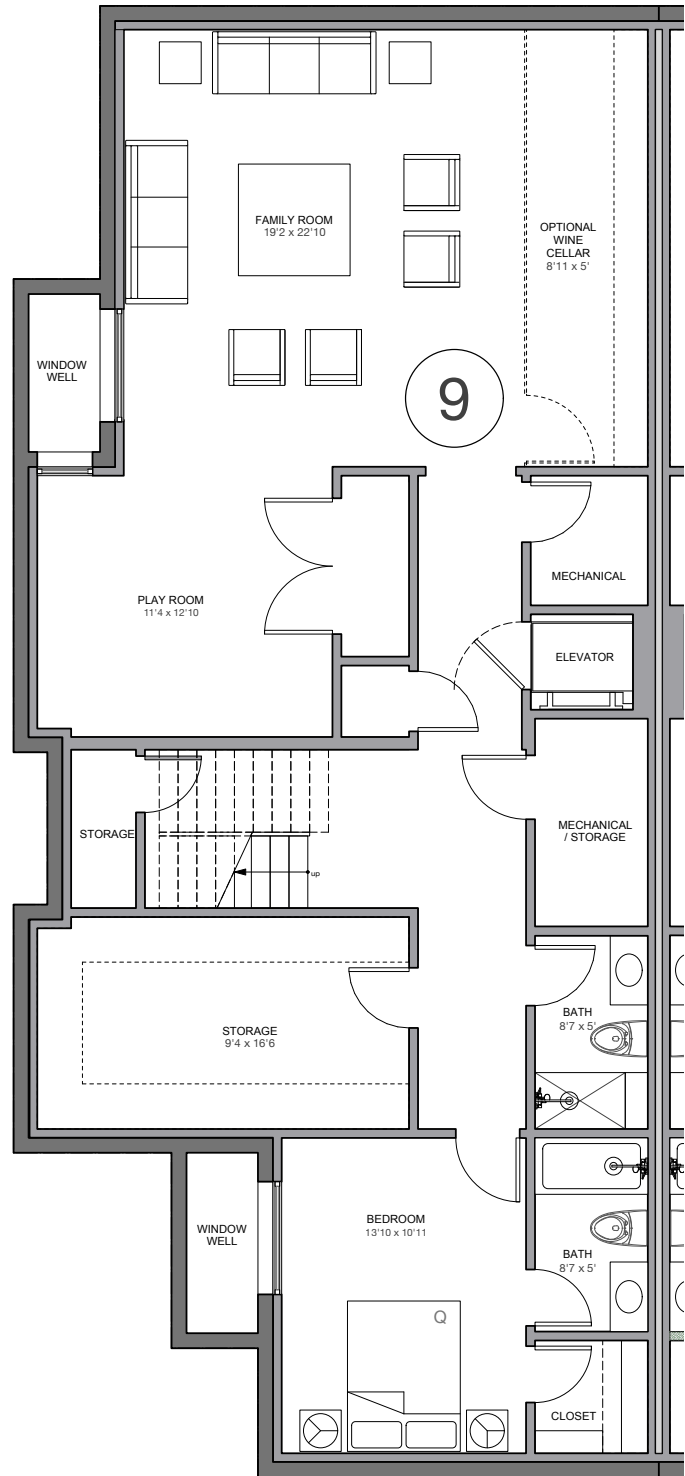 FAMILY ROOM
19'2 x 22'10
OPTIONAL
WINE
CELLAR
8'11 x 5'
WINDOW
WELL
9
MECHANICAL
PLAY ROOM
11'4 x 12'10
ELEVATOR
STORAGE
MECHANICAL
/ STORAGE
up
BATH
8'7 x 5'
STORAGE
9'4 x 16'6
BEDROOM
13'10 x 10'11
WINDOW
WELL
BATH
8'7 x 5'
Q
CLOSET